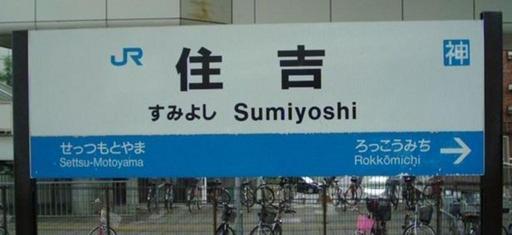 JR 住吉 神
すみよし Sumiyoshi
せっつもとやま ろっこうみち →
Settsu-Motoyama Rokkōmichi